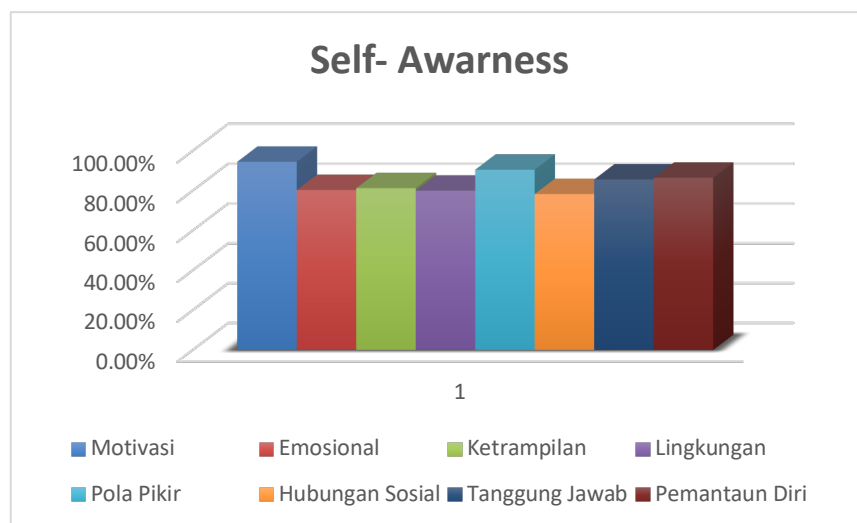 Self- Awarness
100.00%
80.00%
60.00%
40.00%
20.00%
0.00%
1
Motivasi Emosional Ketrampilan Lingkungan
Pola Pikir Hubungan Sosial Tanggung Jawab Pemantaun Diri